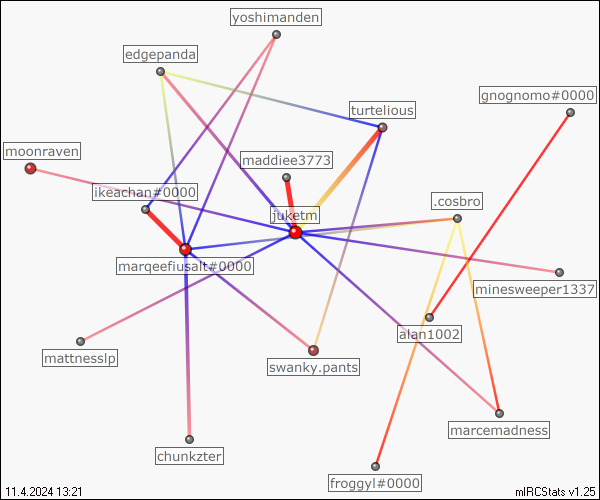 yoshimanden
edgepanda
gnognomo#0000
turtelious
moonraven
maddiee3773
ikeachan#0000
.cosbro
juketm
marqeefiusalt#0000
minesweeper1337
alan1002
mattnesslp
swanky.pants
marcemadness
chunkzter
froggyl#0000
11.4.2024 13:21
mIRCStats v1.25